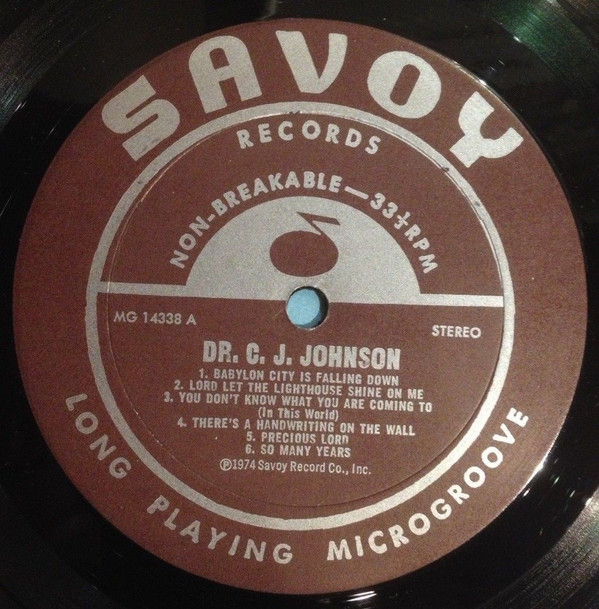 SAVOY
RECORDS
NON-BREAKABLE—33⅓RPM
MG 14338 A
STEREO
DR. C. J. JOHNSON
1. BABYLON CITY IS FALLING DOWN
2. LORD LET THE LIGHTHOUSE SHINE ON ME
3. YOU DON'T KNOW WHAT YOU ARE COMING TO
(In This World)
4. THERE'S A HANDWRITING ON THE WALL
5. PRECIOUS LORD
6. SO MANY YEARS
℗1974 Savoy Record Co., Inc.
LONG PLAYING MICROGROOVE